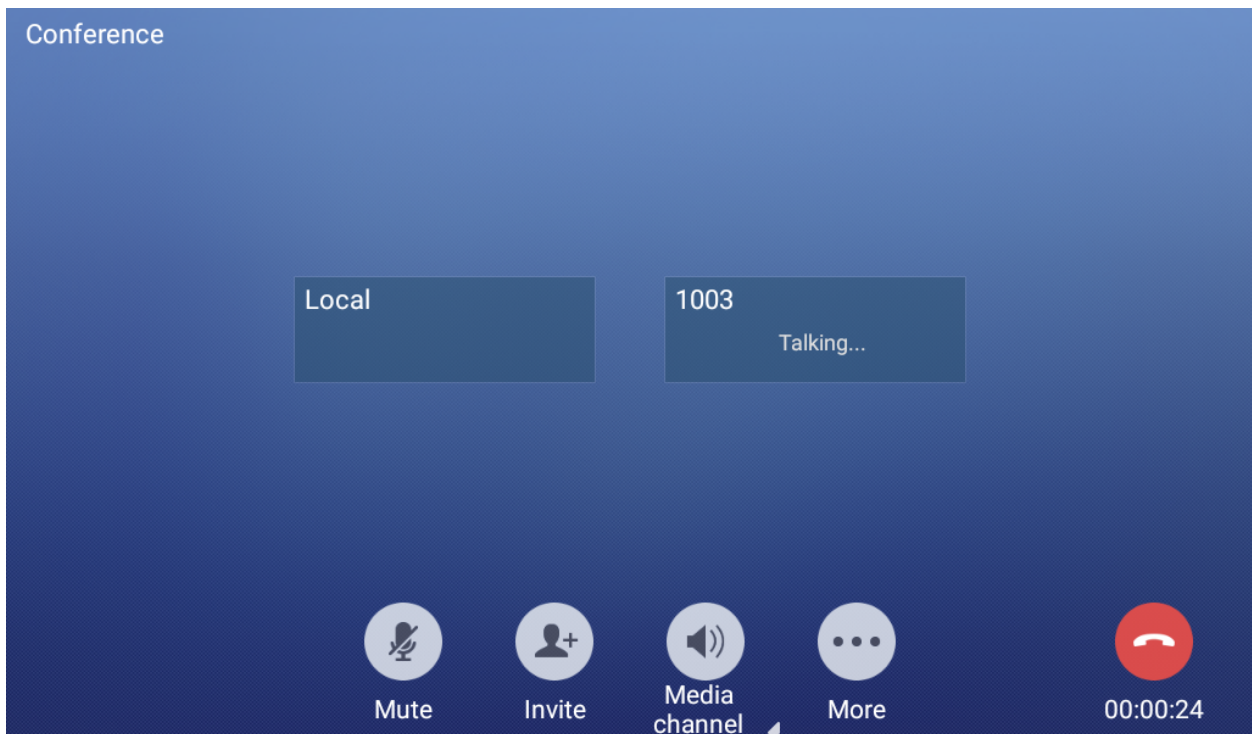 Conference
Local
1003
Talking...
Mute
Invite
Media
channel
More
00:00:24